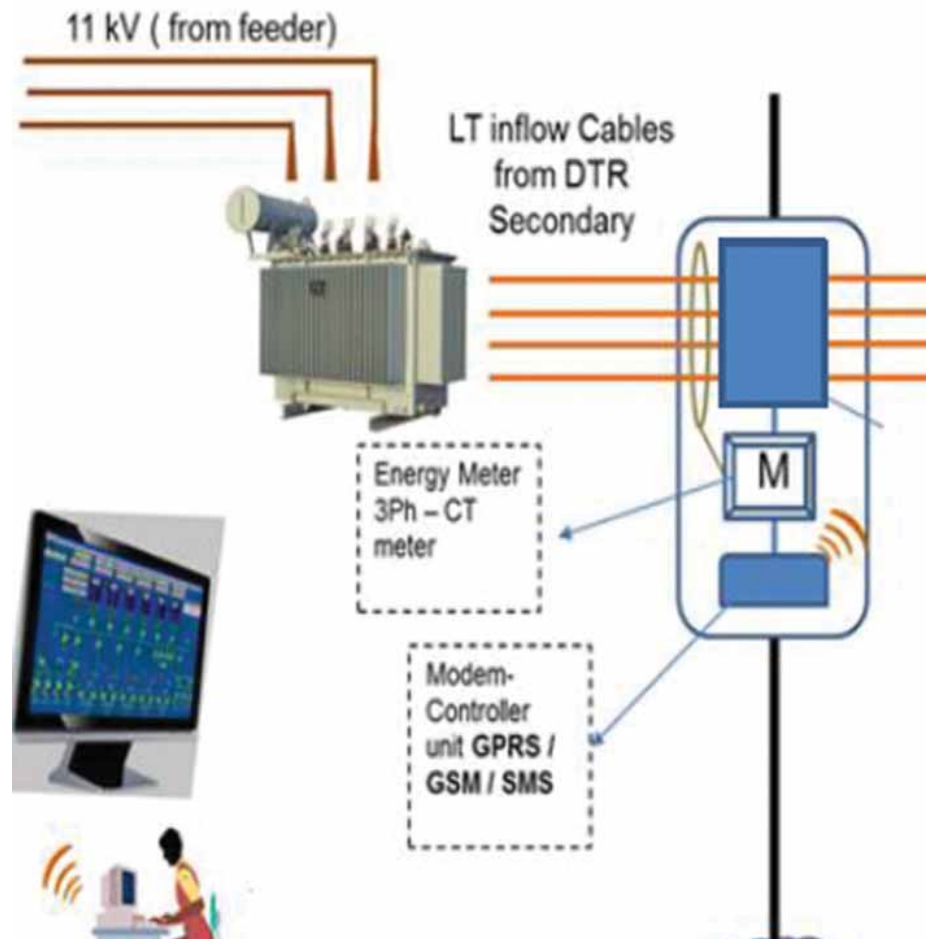 11 kV ( from feeder)
LT inflow Cables
from DTR
Secondary
Energy Meter
3Ph – CT
meter
M
Modem-
Controller
unit GPRS /
GSM / SMS